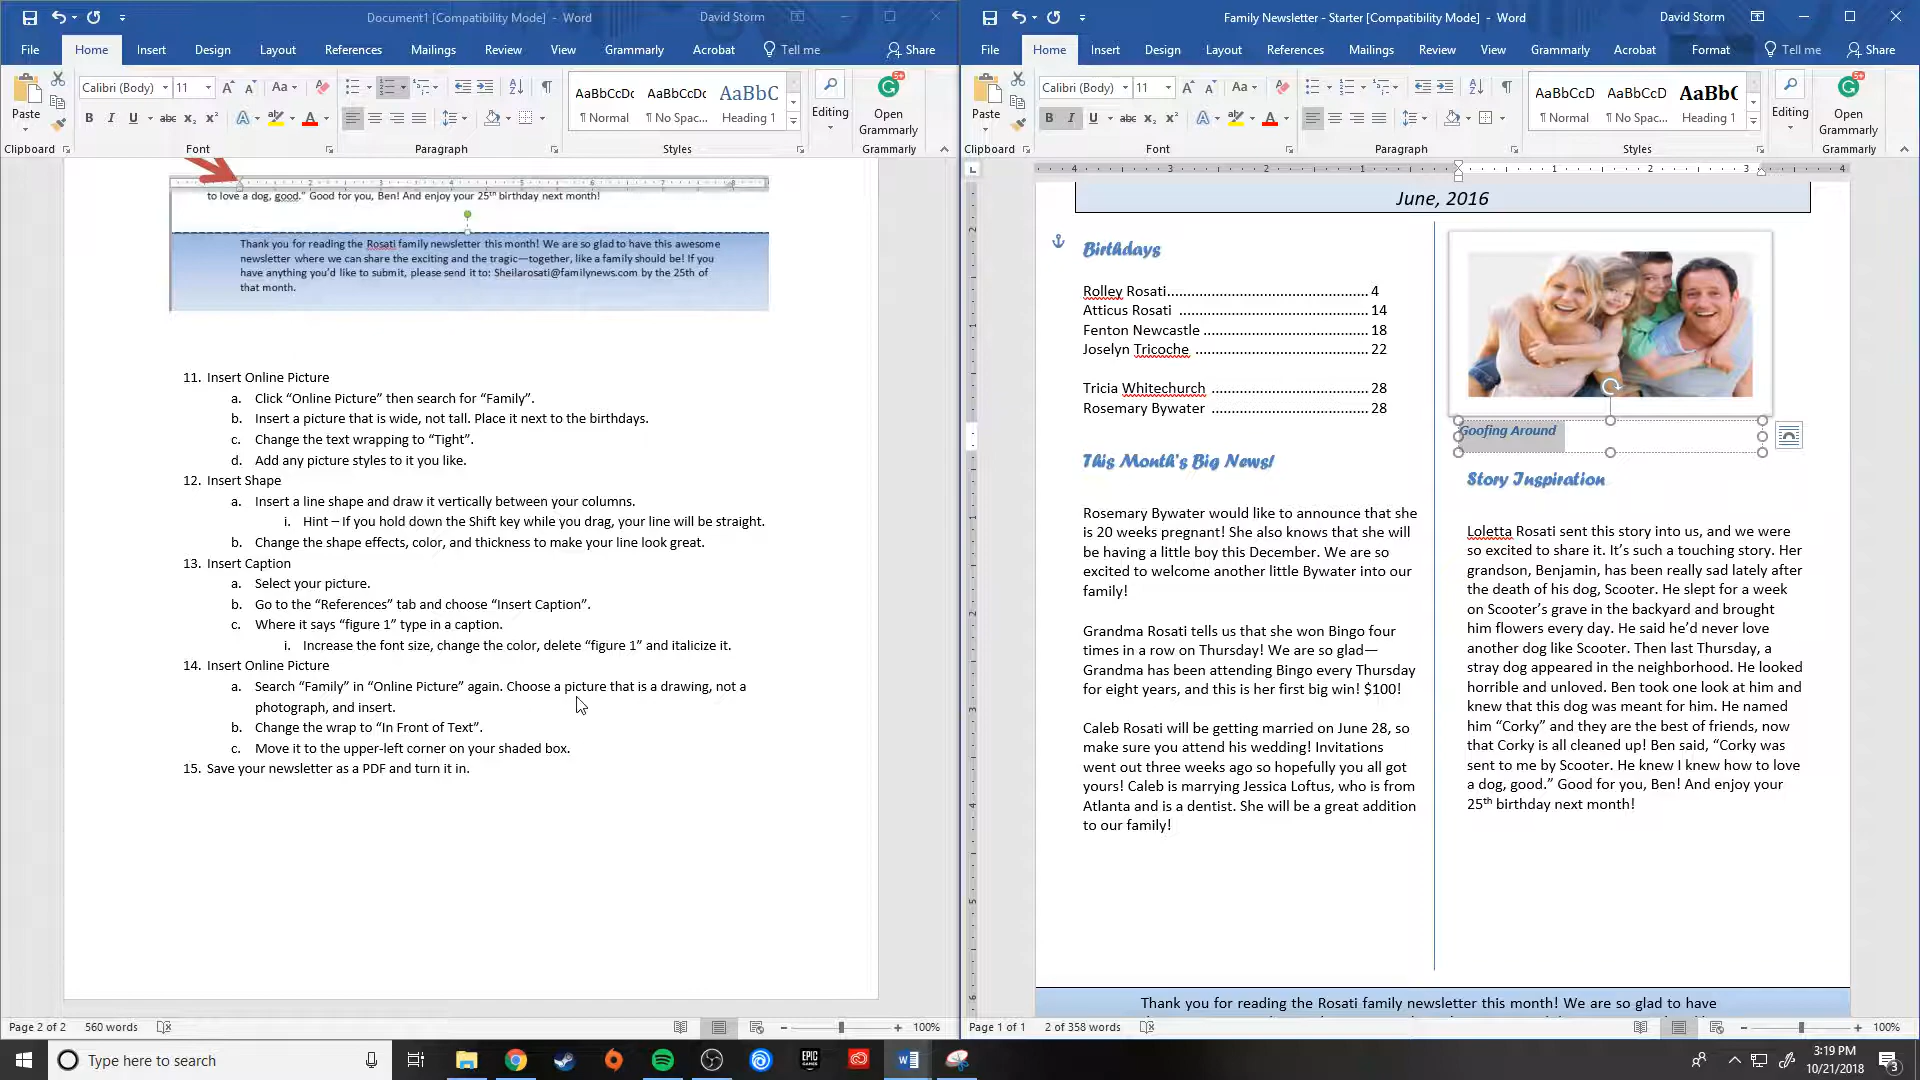 Document1 [Compatibility Mode] - Word
David Storm
File Home Insert Design Layout References Mailings Review View Grammarly Acrobat Tell me Share
Paste
Calibri (Body) 11
Clipboard
Font
Paragraph
AaBbCcDc AaBbCcDc AaBbC
¶ Normal ¶ No Spac... Heading 1
Styles
Editing
Open
Grammarly
Grammarly
to love a dog, good.” Good for you, Ben! And enjoy your 25th birthday next month!
Thank you for reading the Rosati family newsletter this month! We are so glad to have this awesome
newsletter where we can share the exciting and the tragic—together, like a family should be! If you
have anything you’d like to submit, please send it to: Sheilarosati@familynews.com by the 25th of
that month.
11. Insert Online Picture
a. Click “Online Picture” then search for “Family”.
b. Insert a picture that is wide, not tall. Place it next to the birthdays.
c. Change the text wrapping to “Tight”.
d. Add any picture styles to it you like.
12. Insert Shape
a. Insert a line shape and draw it vertically between your columns.
i. Hint – If you hold down the Shift key while you drag, your line will be straight.
b. Change the shape effects, color, and thickness to make your line look great.
13. Insert Caption
a. Select your picture.
b. Go to the “References” tab and choose “Insert Caption”.
c. Where it says “figure 1” type in a caption.
i. Increase the font size, change the color, delete “figure 1” and italicize it.
14. Insert Online Picture
a. Search “Family” in “Online Picture” again. Choose a picture that is a drawing, not a
photograph, and insert.
b. Change the wrap to “In Front of Text”.
c. Move it to the upper-left corner on your shaded box.
15. Save your newsletter as a PDF and turn it in.
Page 2 of 2 560 words
100%
Family Newsletter - Starter [Compatibility Mode] - Word
David Storm
File Home Insert Design Layout References Mailings Review View Grammarly Acrobat Format Tell me Share
Paste
Calibri (Body) 11
Clipboard
Font
Paragraph
AaBbCcD AaBbCcD AaBbC
¶ Normal ¶ No Spac... Heading 1
Styles
Editing
Open
Grammarly
Grammarly
June, 2016
Birthdays
Rolley Rosati................................................ 4
Atticus Rosati ............................................. 14
Fenton Newcastle ....................................... 18
Joselyn Tricoche ......................................... 22
Tricia Whitechurch ..................................... 28
Rosemary Bywater ..................................... 28
This Month’s Big News!
Rosemary Bywater would like to announce that she
is 20 weeks pregnant! She also knows that she will
be having a little boy this December. We are so
excited to welcome another little Bywater into our
family!
Grandma Rosati tells us that she won Bingo four
times in a row on Thursday! We are so glad—
Grandma has been attending Bingo every Thursday
for eight years, and this is her first big win! $100!
Caleb Rosati will be getting married on June 28, so
make sure you attend his wedding! Invitations
went out three weeks ago so hopefully you all got
yours! Caleb is marrying Jessica Loftus, who is from
Atlanta and is a dentist. She will be a great addition
to our family!
Goofing Around
Story Inspiration
Loletta Rosati sent this story into us, and we were
so excited to share it. It’s such a touching story. Her
grandson, Benjamin, has been really sad lately after
the death of his dog, Scooter. He slept for a week
on Scooter’s grave in the backyard and brought
him flowers every day. He said he’d never love
another dog like Scooter. Then last Thursday, a
stray dog appeared in the neighborhood. He looked
horrible and unloved. Ben took one look at him and
knew that this dog was meant for him. He named
him “Corky” and they are the best of friends, now
that Corky is all cleaned up! Ben said, “Corky was
sent to me by Scooter. He knew I knew how to love
a dog, good.” Good for you, Ben! And enjoy your
25th birthday next month!
Thank you for reading the Rosati family newsletter this month! We are so glad to have
Page 1 of 1 2 of 358 words
100%
Type here to search
EPIC GAMES
3:19 PM
10/21/2018
3